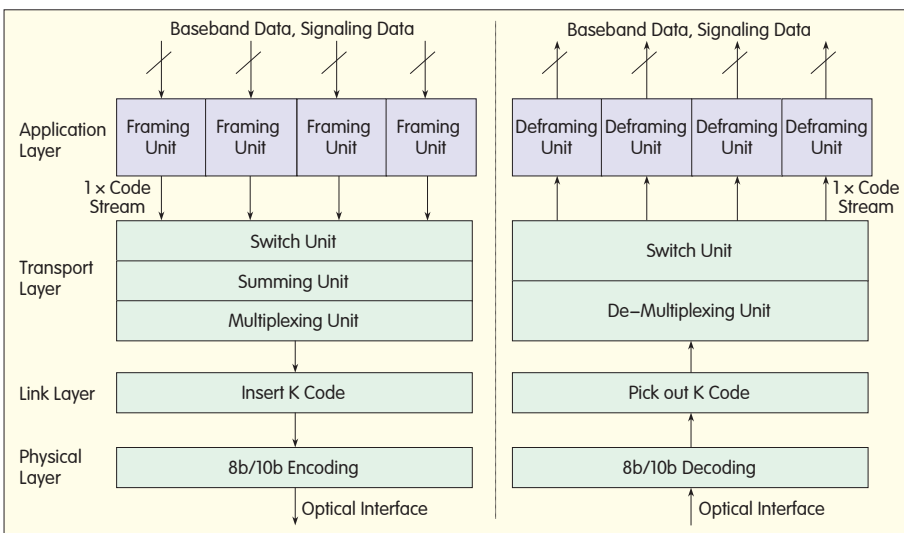 Baseband Data, Signaling Data
Baseband Data, Signaling Data
Application
Layer
Framing
Unit
Framing
Unit
Framing
Unit
Framing
Unit
Deframing
Unit
Deframing
Unit
Deframing
Unit
Deframing
Unit
1 × Code
Stream
1 × Code
Stream
Transport
Layer
Switch Unit
Summing Unit
Multiplexing Unit
Switch Unit
De–Multiplexing Unit
Link Layer
Insert K Code
Pick out K Code
Physical
Layer
8b/10b Encoding
8b/10b Decoding
Optical Interface
Optical Interface